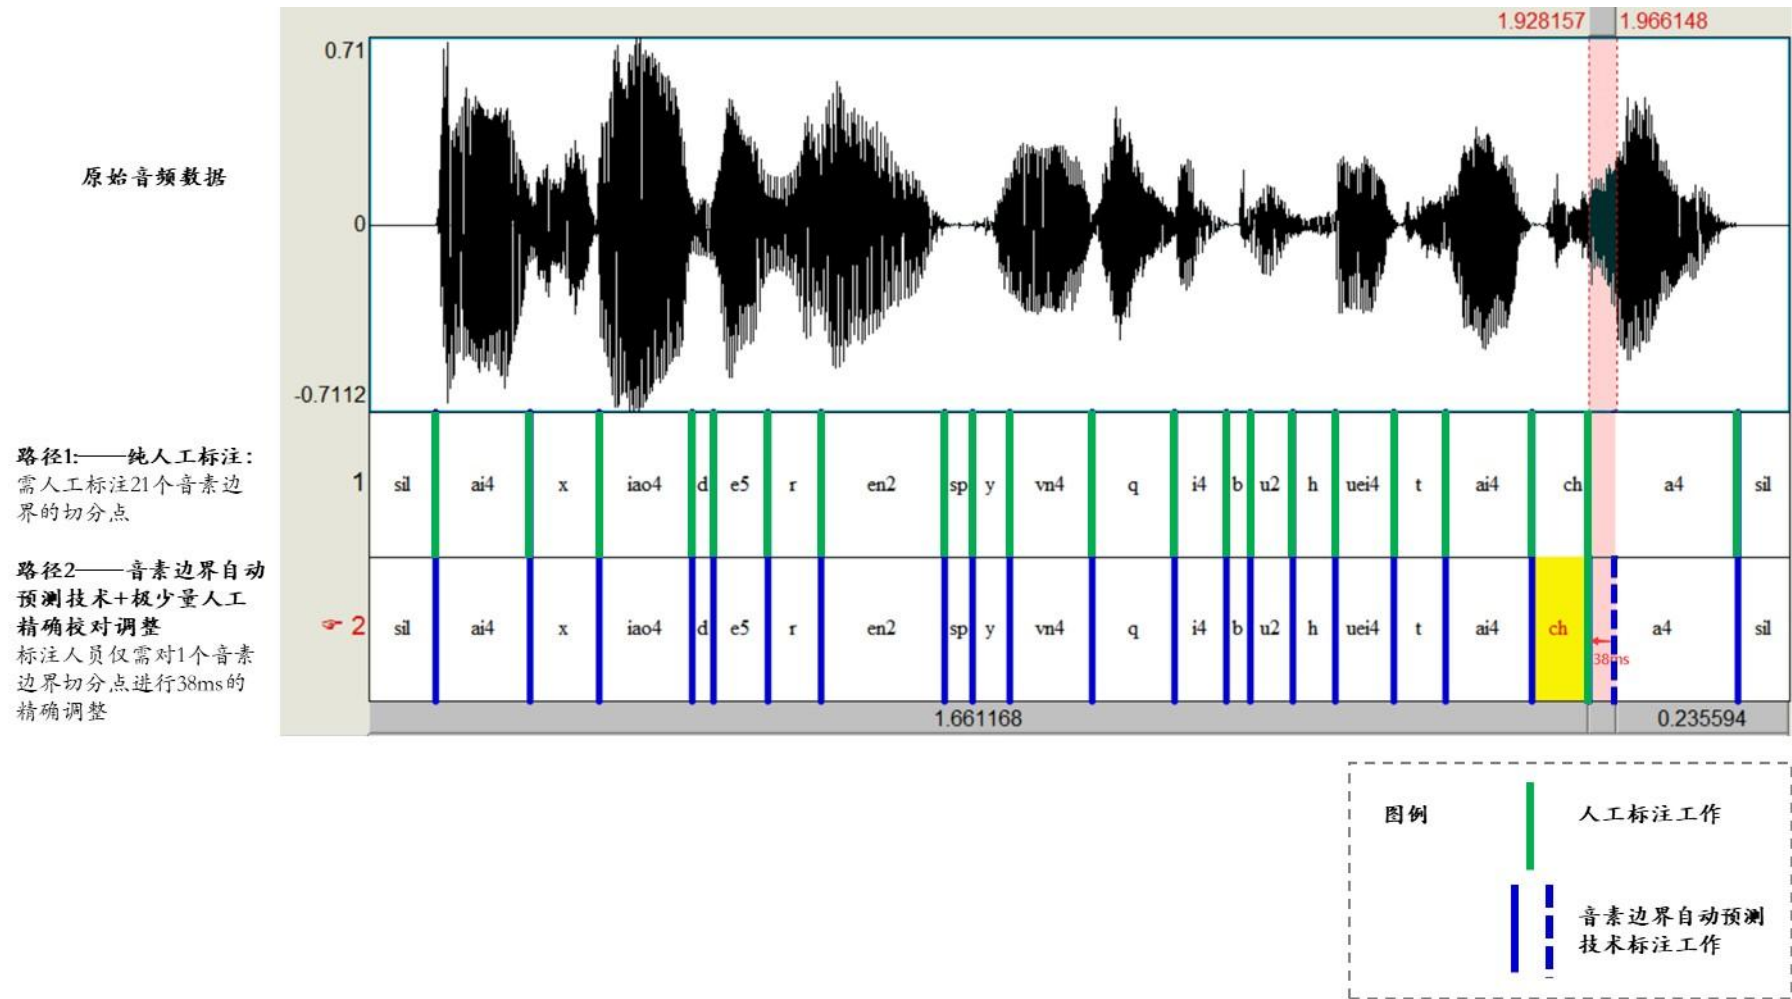 1.928157 1.966148
0.71
原始音频数据
0
-0.7112
路径1:——纯人工标注：
需人工标注21个音素边
界的切分点
1 sil ai4 x iao4 d e5 r en2 sp y vn4 q i4 b u2 h uei4 t ai4 ch a4 sil
路径2——音素边界自动
预测技术+极少量人工
精确校对调整
标注人员仅需对1个音素
边界切分点进行38ms的
精确调整
2 sil ai4 x iao4 d e5 r en2 sp y vn4 q i4 b u2 h uei4 t ai4 ch a4 sil
38ms
1.661168 0.235594
图例
人工标注工作
音素边界自动预测
技术标注工作